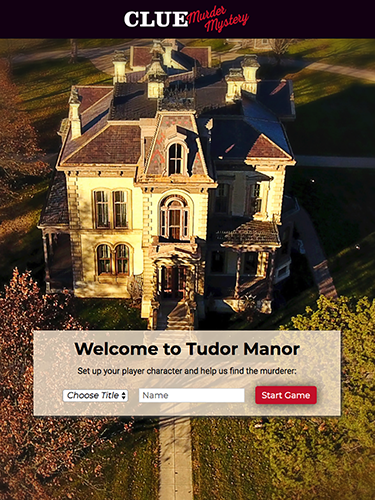 CLUE Murder
Mystery
Welcome to Tudor Manor
Set up your player character and help us find the murderer:
Choose Title Name Start Game